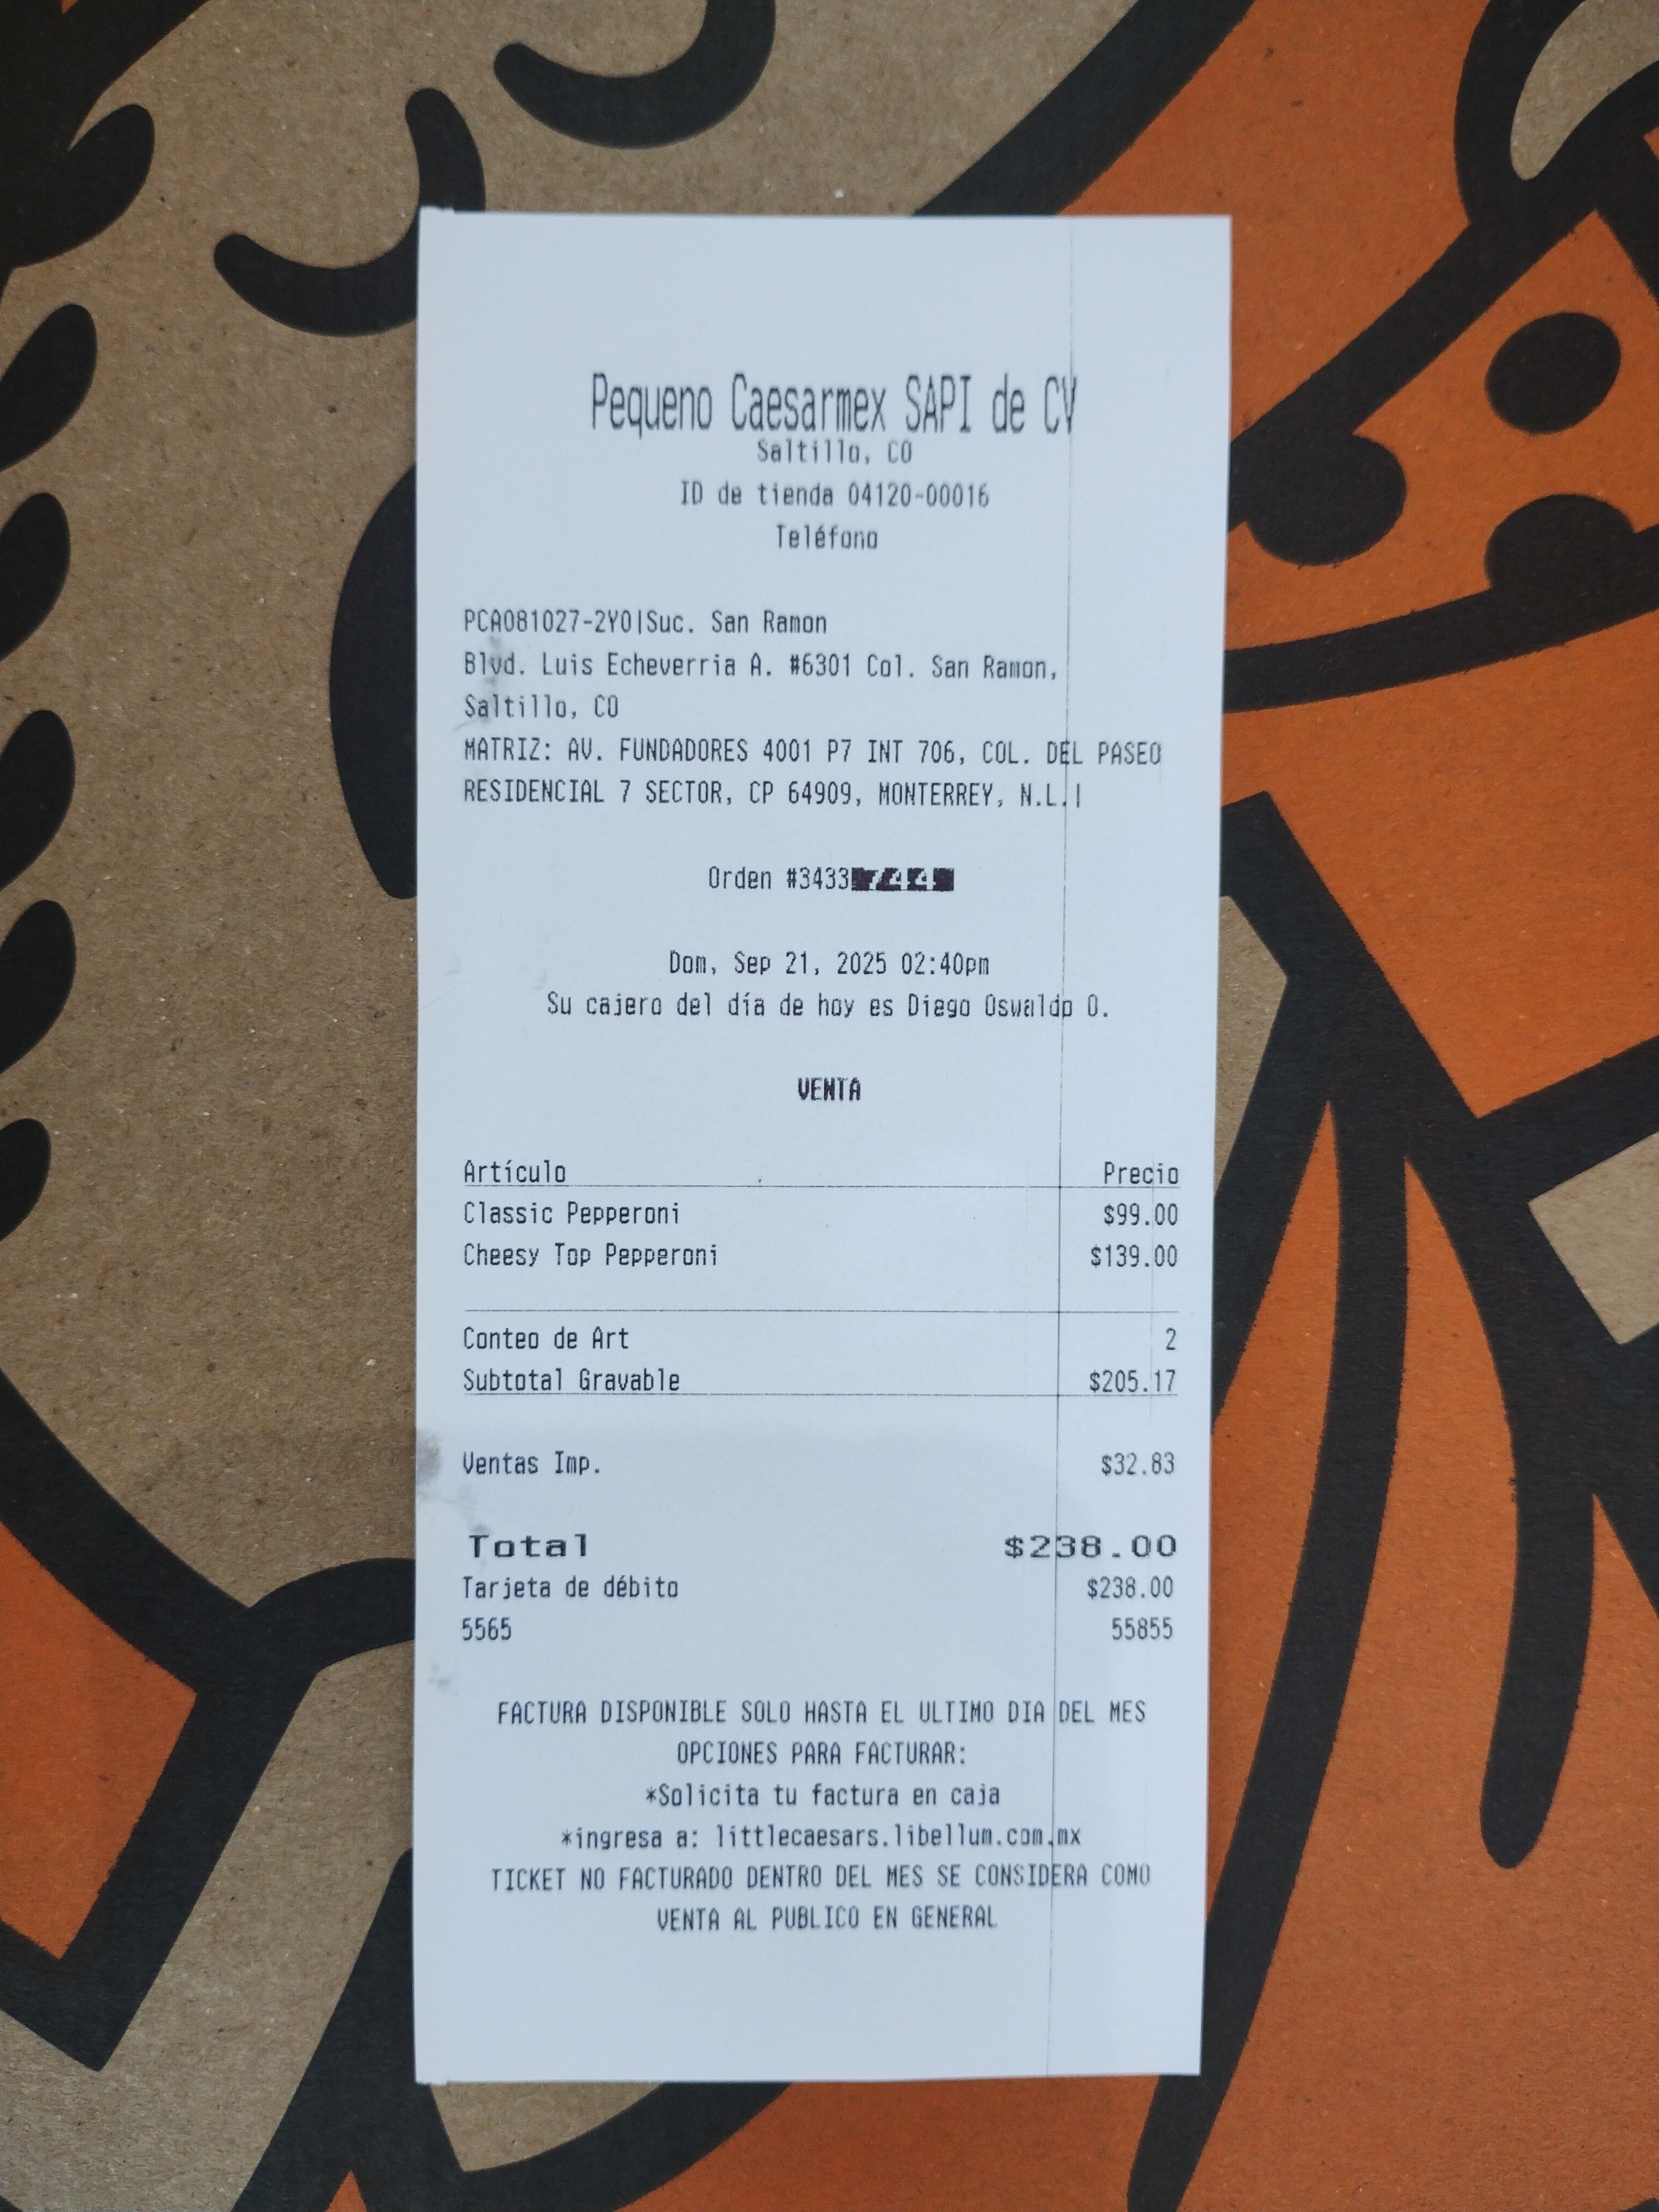 Pequeno Caesarmex SAPI de CV
Saltillo, CO
ID de tienda 04120-00016
Teléfono
PCA081027-2Y0|Suc. San Ramon
Blvd. Luis Echeverria A. #6301 Col. San Ramon,
Saltillo, CO
MATRIZ: AV. FUNDADORES 4001 P7 INT 706, COL. DEL PASEO
RESIDENCIAL 7 SECTOR, CP 64909, MONTERREY, N.L.|
Orden #3433
Dom, Sep 21, 2025 02:40pm
Su cajero del día de hoy es Diego Oswaldo O.
VENTA
Artículo Precio
Classic Pepperoni $99.00
Cheesy Top Pepperoni $139.00
Conteo de Art 2
Subtotal Gravable $205.17
Ventas Imp. $32.83
Total $238.00
Tarjeta de débito $238.00
5565 55855
FACTURA DISPONIBLE SOLO HASTA EL ULTIMO DIA DEL MES
OPCIONES PARA FACTURAR:
*Solicita tu factura en caja
*ingresa a: littlecaesars.libellum.com.mx
TICKET NO FACTURADO DENTRO DEL MES SE CONSIDERA COMO
VENTA AL PUBLICO EN GENERAL